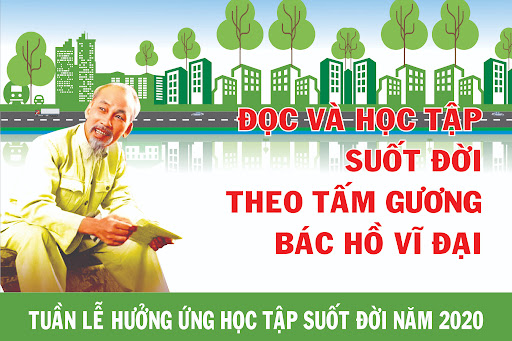 ĐỌC VÀ HỌC TẬP
SUỐT ĐỜI
THEO TẤM GƯƠNG
BÁC HỒ VĨ ĐẠI
TUẦN LỄ HƯỞNG ỨNG HỌC TẬP SUỐT ĐỜI NĂM 2020